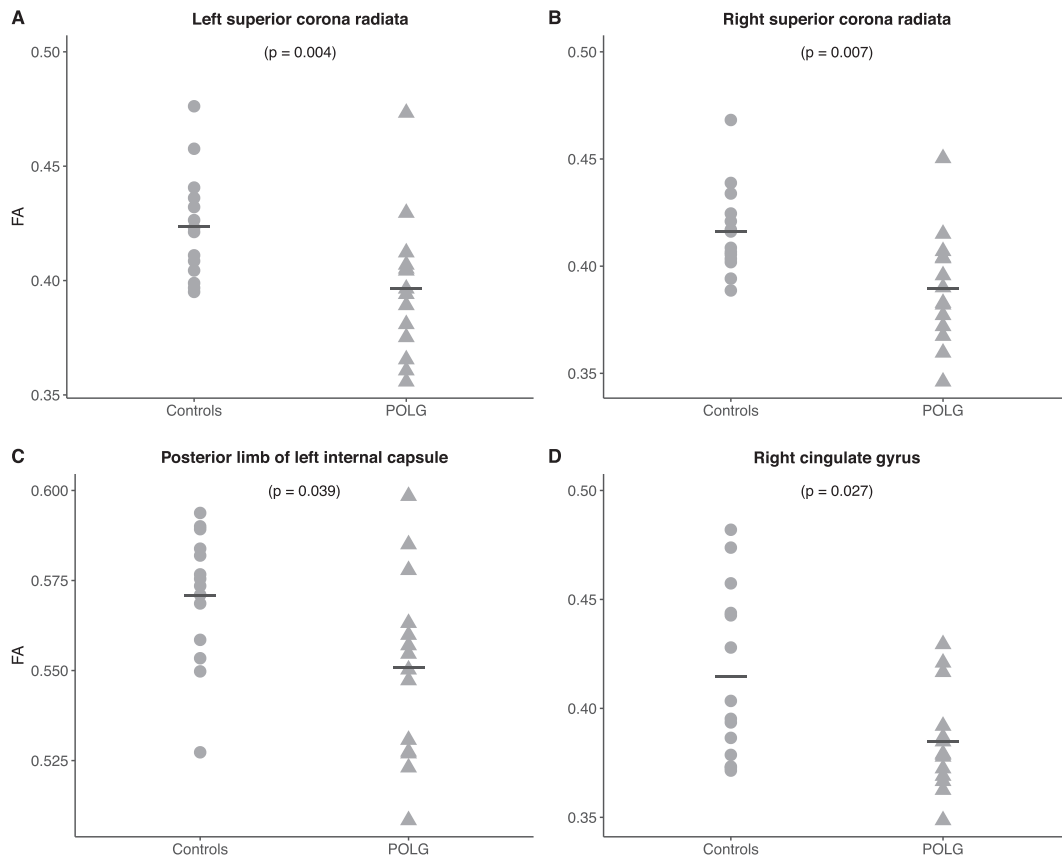 A
Left superior corona radiata
(p = 0.004)
0.50
0.45
0.40
0.35
FA
Controls
POLG
B
Right superior corona radiata
(p = 0.007)
0.50
0.45
0.40
0.35
Controls
POLG
C
Posterior limb of left internal capsule
(p = 0.039)
0.600
0.575
0.550
0.525
FA
Controls
POLG
D
Right cingulate gyrus
(p = 0.027)
0.50
0.45
0.40
0.35
Controls
POLG